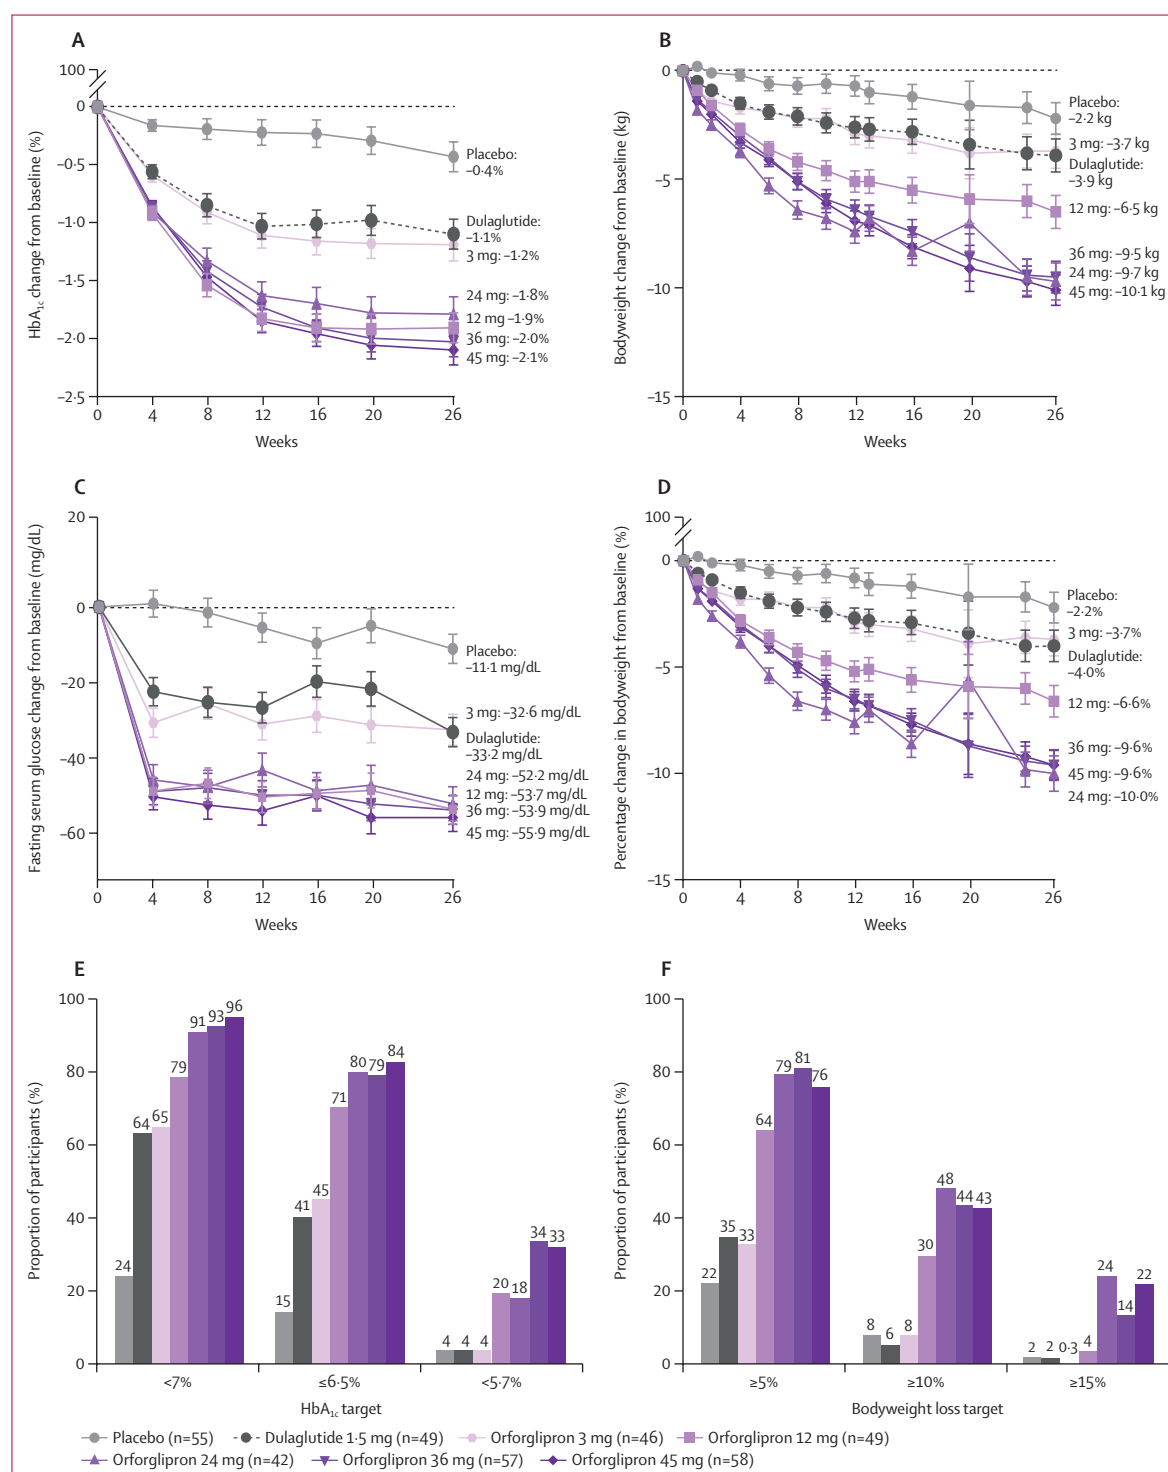 A
HbA1c change from baseline (%)
100
0
–0·5
–1·0
–1·5
–2·0
–2·5
Placebo:
–0·4%
Dulaglutide:
–1·1%
3 mg: –1·2%
24 mg: –1·8%
12 mg –1·9%
36 mg: –2·0%
45 mg: –2·1%
0 4 8 12 16 20 26
Weeks
B
Bodyweight change from baseline (kg)
0
–5
–10
–15
Placebo:
–2·2 kg
3 mg: –3·7 kg
Dulaglutide:
–3·9 kg
12 mg: –6·5 kg
36 mg: –9·5 kg
24 mg: –9·7 kg
45 mg: –10·1 kg
0 4 8 12 16 20 26
Weeks
C
Fasting serum glucose change from baseline (mg/dL)
20
0
–20
–40
–60
Placebo:
–11·1 mg/dL
3 mg: –32·6 mg/dL
Dulaglutide:
–33·2 mg/dL
24 mg: –52·2 mg/dL
12 mg: –53·7 mg/dL
36 mg: –53·9 mg/dL
45 mg: –55·9 mg/dL
0 4 8 12 16 20 26
Weeks
D
Percentage change in bodyweight from baseline (%)
100
0
–5
–10
–15
Placebo:
–2·2%
3 mg: –3·7%
Dulaglutide:
–4·0%
12 mg: –6·6%
36 mg: –9·6%
45 mg: –9·6%
24 mg: –10·0%
0 4 8 12 16 20 26
Weeks
E
Proportion of participants (%)
100
80
60
40
20
0
24 64 65 79 91 93 96
15 41 45 71 80 79 84
4 4 4 20 18 34 33
<7% ≤6·5% <5·7%
HbA1c target
F
Proportion of participants (%)
100
80
60
40
20
0
22 35 33 64 79 81 76
8 6 8 30 48 44 43
2 2 0·3 4 24 14 22
≥5% ≥10% ≥15%
Bodyweight loss target
Placebo (n=55) Dulaglutide 1·5 mg (n=49) Orforglipron 3 mg (n=46) Orforglipron 12 mg (n=49)
Orforglipron 24 mg (n=42) Orforglipron 36 mg (n=57) Orforglipron 45 mg (n=58)